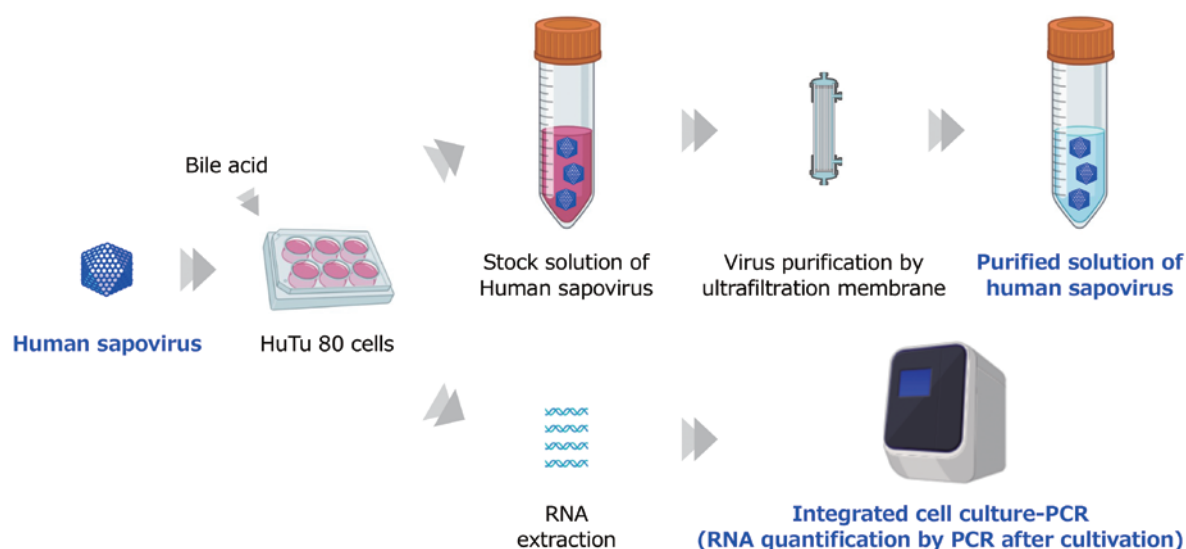 Bile acid
Human sapovirus
HuTu 80 cells
Stock solution of
Human sapovirus
Virus purification by
ultrafiltration membrane
Purified solution of
human sapovirus
RNA
extraction
Integrated cell culture-PCR
(RNA quantification by PCR after cultivation)